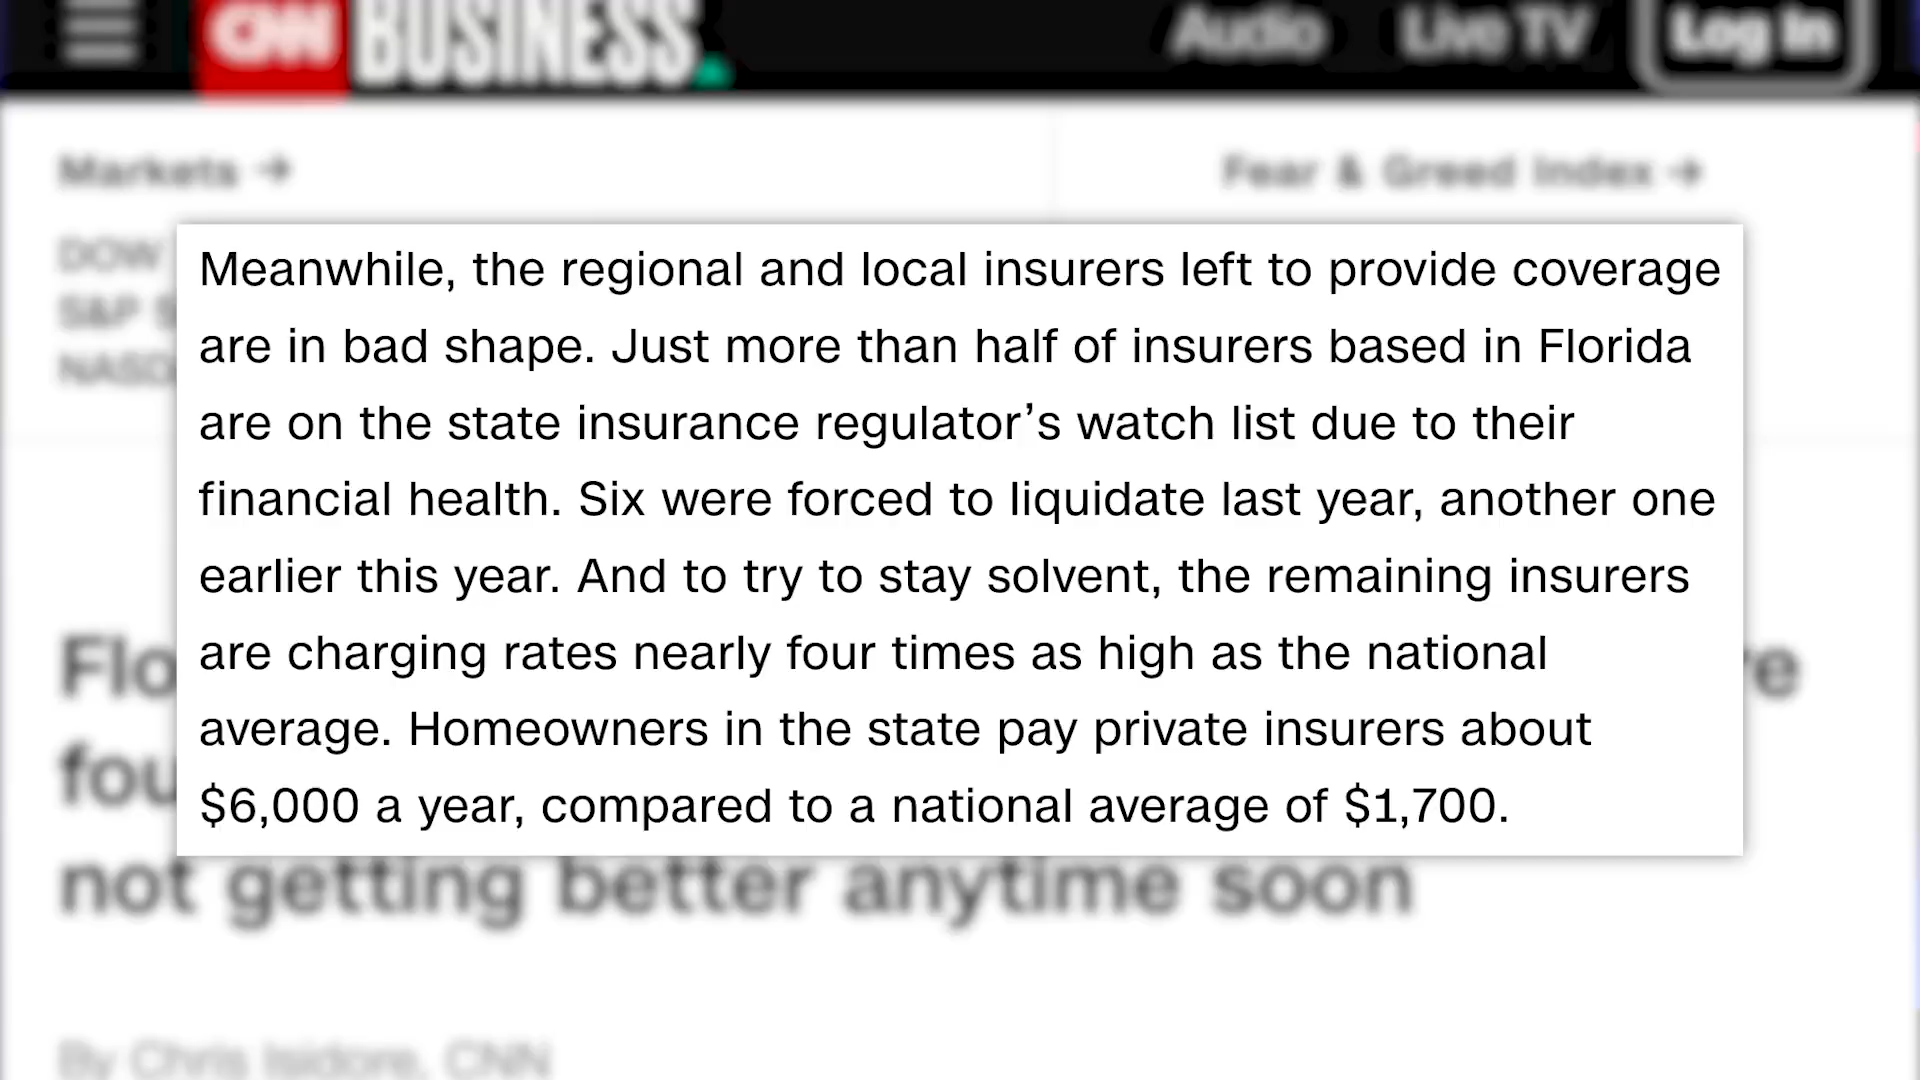 CNN BUSINESS
Audio Live TV Log In
Markets →
Fear & Greed Index →
DOW
S&P
Meanwhile, the regional and local insurers left to provide coverage
are in bad shape. Just more than half of insurers based in Florida
are on the state insurance regulator’s watch list due to their
financial health. Six were forced to liquidate last year, another one
earlier this year. And to try to stay solvent, the remaining insurers
are charging rates nearly four times as high as the national
average. Homeowners in the state pay private insurers about
$6,000 a year, compared to a national average of $1,700.
not getting better anytime soon
By Chris Isidore, CNN